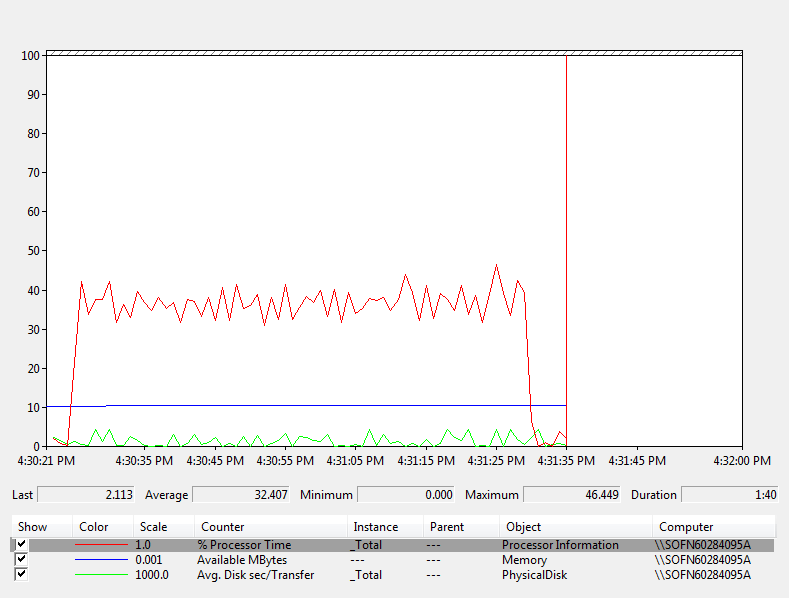 100
90
80
70
60
50
40
30
20
10
0
4:30:21 PM 4:30:35 PM 4:30:45 PM 4:30:55 PM 4:31:05 PM 4:31:15 PM 4:31:25 PM 4:31:35 PM 4:31:45 PM 4:32:00 PM
Last 2.113 Average 32.407 Minimum 0.000 Maximum 46.449 Duration 1:40
Show Color Scale Counter Instance Parent Object Computer
1.0 % Processor Time _Total --- Processor Information \\SOFN60284095A
0.001 Available MBytes --- --- Memory \\SOFN60284095A
1000.0 Avg. Disk sec/Transfer _Total --- PhysicalDisk \\SOFN60284095A